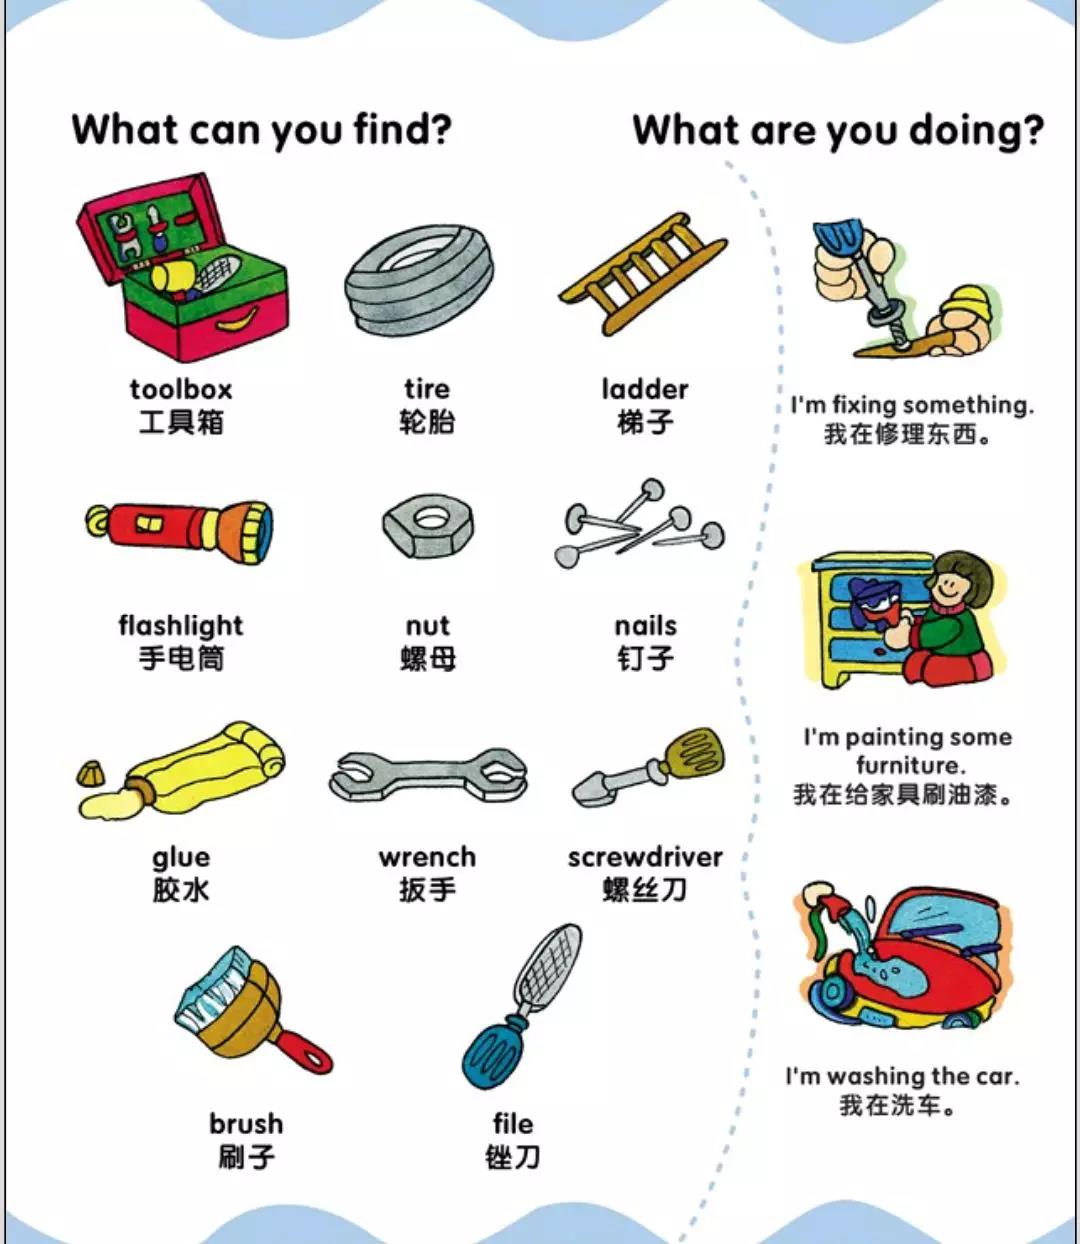 What can you find?
toolbox
工具箱
tire
轮胎
ladder
梯子
flashlight
手电筒
nut
螺母
nails
钉子
glue
胶水
wrench
扳手
screwdriver
螺丝刀
brush
刷子
file
锉刀
What are you doing?
I'm fixing something.
我在修理东西。
I'm painting some
furniture.
我在给家具刷油漆。
I'm washing the car.
我在洗车。